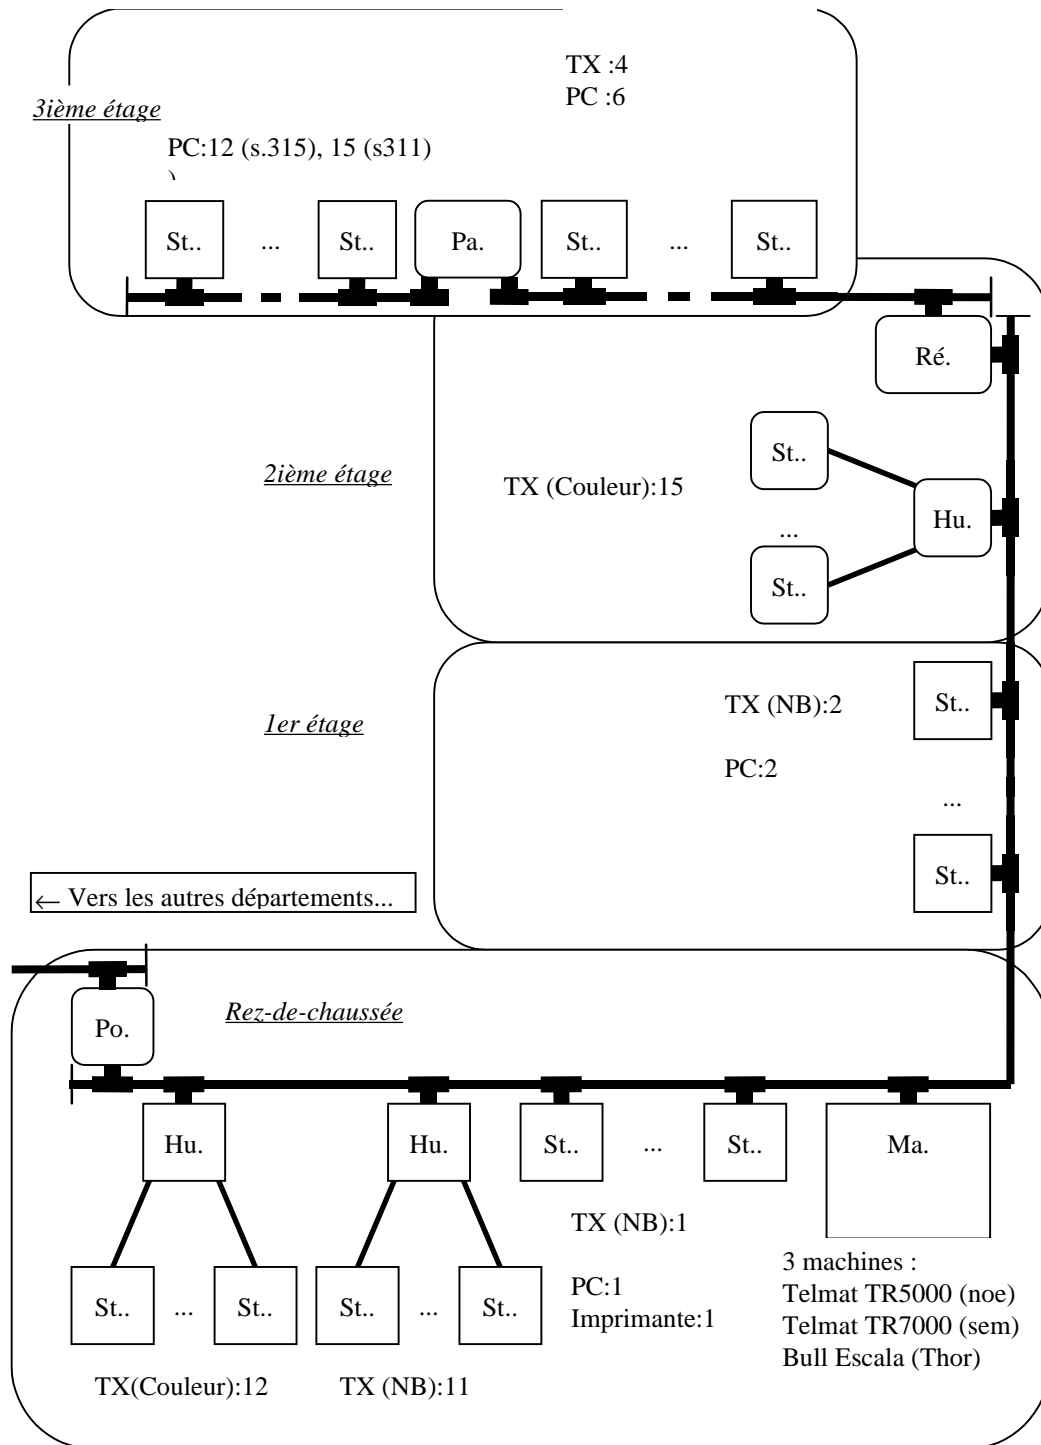 TX :4
PC :6
3ième étage
PC:12 (s.315), 15 (s311)
)
St.. ... St.. Pa. St.. ... St..
Ré.
St..
2ième étage
TX (Couleur):15
Hu.
...
St..
TX (NB):2
St..
1er étage
PC:2
...
St..
← Vers les autres départements...
Rez-de-chaussée
Po.
Hu. Hu. St.. ... St.. Ma.
TX (NB):1
3 machines :
St.. ... St.. St.. ... St..
PC:1
Telmat TR5000 (noe)
Imprimante:1
Telmat TR7000 (sem)
Bull Escala (Thor)
TX(Couleur):12
TX (NB):11